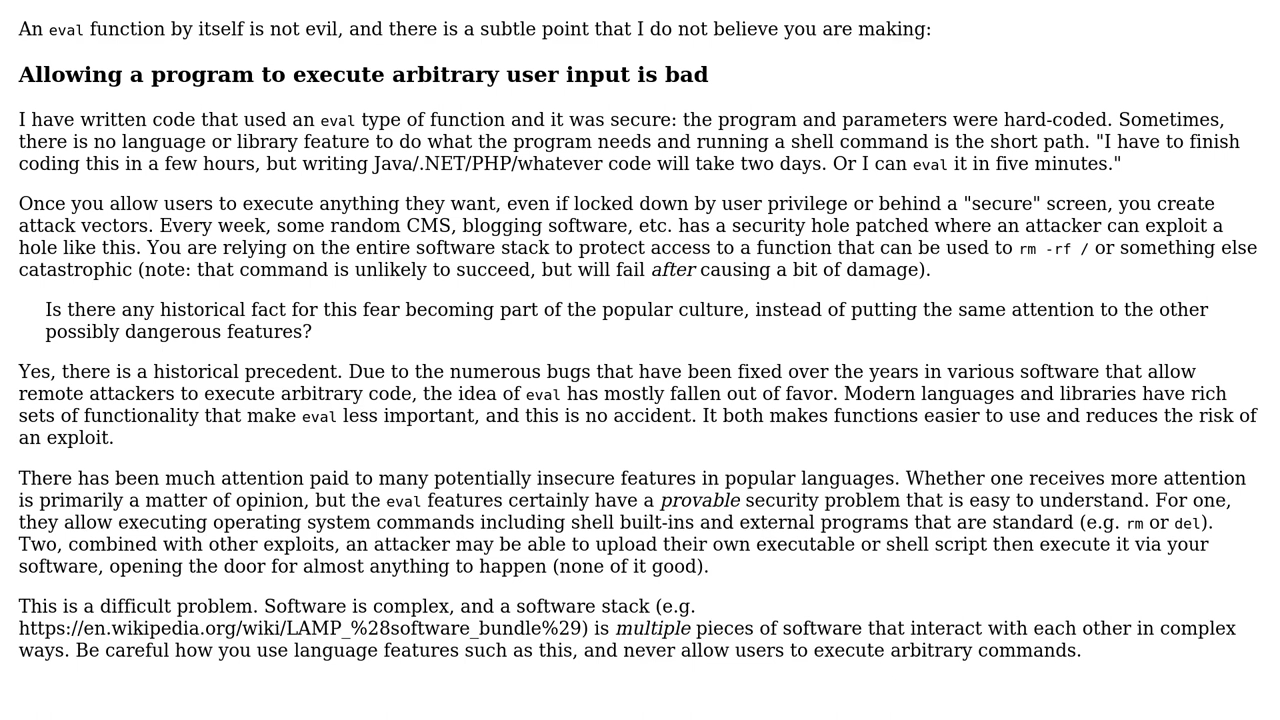 An eval function by itself is not evil, and there is a subtle point that I do not believe you are making:
Allowing a program to execute arbitrary user input is bad
I have written code that used an eval type of function and it was secure: the program and parameters were hard-coded. Sometimes,
there is no language or library feature to do what the program needs and running a shell command is the short path. "I have to finish
coding this in a few hours, but writing Java/.NET/PHP/whatever code will take two days. Or I can eval it in five minutes."
Once you allow users to execute anything they want, even if locked down by user privilege or behind a "secure" screen, you create
attack vectors. Every week, some random CMS, blogging software, etc. has a security hole patched where an attacker can exploit a
hole like this. You are relying on the entire software stack to protect access to a function that can be used to rm -rf / or something else
catastrophic (note: that command is unlikely to succeed, but will fail after causing a bit of damage).
Is there any historical fact for this fear becoming part of the popular culture, instead of putting the same attention to the other
possibly dangerous features?
Yes, there is a historical precedent. Due to the numerous bugs that have been fixed over the years in various software that allow
remote attackers to execute arbitrary code, the idea of eval has mostly fallen out of favor. Modern languages and libraries have rich
sets of functionality that make eval less important, and this is no accident. It both makes functions easier to use and reduces the risk of
an exploit.
There has been much attention paid to many potentially insecure features in popular languages. Whether one receives more attention
is primarily a matter of opinion, but the eval features certainly have a provable security problem that is easy to understand. For one,
they allow executing operating system commands including shell built-ins and external programs that are standard (e.g. rm or del).
Two, combined with other exploits, an attacker may be able to upload their own executable or shell script then execute it via your
software, opening the door for almost anything to happen (none of it good).
This is a difficult problem. Software is complex, and a software stack (e.g.
https://en.wikipedia.org/wiki/LAMP_%28software_bundle%29) is multiple pieces of software that interact with each other in complex
ways. Be careful how you use language features such as this, and never allow users to execute arbitrary commands.